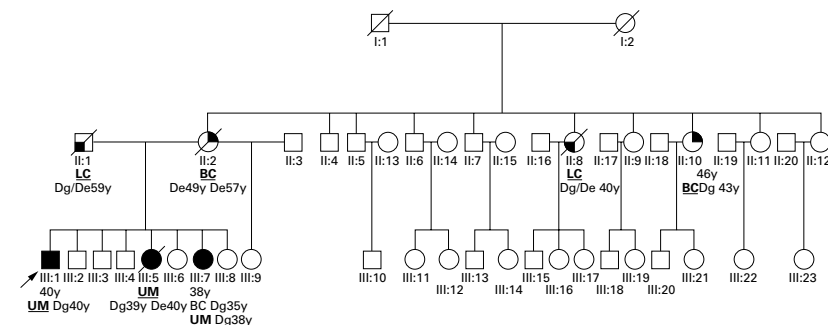 I:1 I:2
II:1 II:2 II:3 II:4 II:5 II:13 II:6 II:14 II:7 II:15 II:16 II:8 II:17 II:9 II:18 II:10 II:19 II:11 II:20 II:12
LC BC LC 46y
Dg/De59y De49y De57y Dg/De 40y BCDg 43y
III:1 III:2 III:3 III:4 III:5 III:6 III:7 III:8 III:9 III:10 III:11 III:13 III:15 III:17 III:19 III:21 III:22 III:23
III:12 III:14 III:16 III:18 III:20
40y UM 38y
UM Dg40y Dg39y De40y BC Dg35y
UM Dg38y